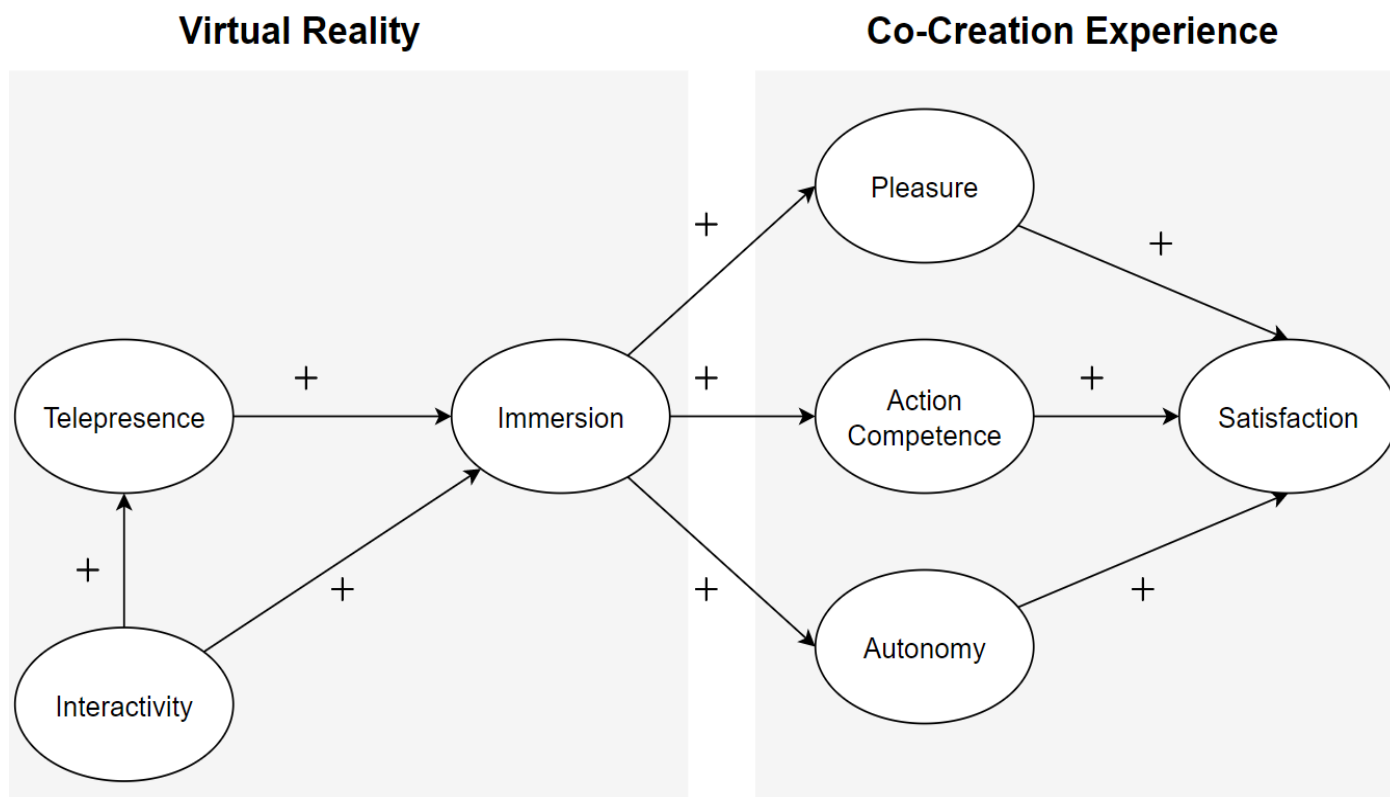 Virtual Reality
Co-Creation Experience
Pleasure
+
+
Telepresence
+
Immersion
+
Action
Competence
+
Satisfaction
+
+
+
+
Autonomy
Interactivity